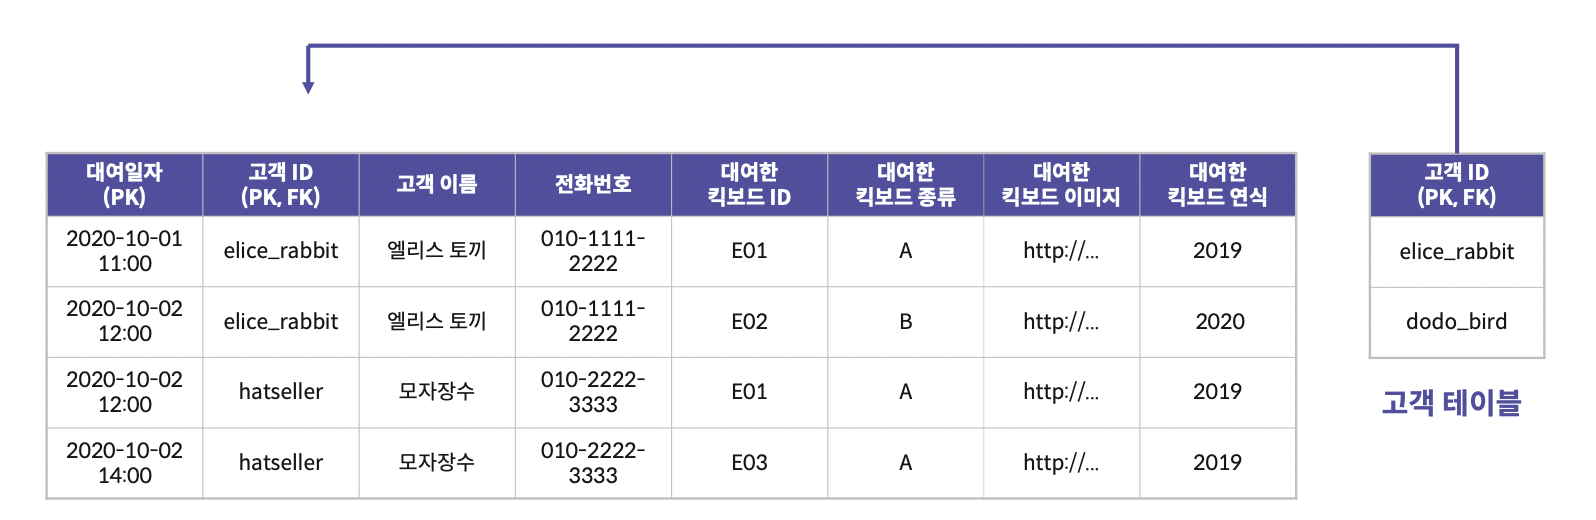 대여일자
(PK)
고객 ID
(PK, FK)
고객 이름
전화번호
대여한
킥보드 ID
대여한
킥보드 종류
대여한
킥보드 이미지
대여한
킥보드 연식
2020-10-01
11:00
elice_rabbit
엘리스 토끼
010-1111-
2222
E01
A
http://...
2019
2020-10-02
12:00
elice_rabbit
엘리스 토끼
010-1111-
2222
E02
B
http://...
2020
2020-10-02
12:00
hatseller
모자장수
010-2222-
3333
E01
A
http://...
2019
2020-10-02
14:00
hatseller
모자장수
010-2222-
3333
E03
A
http://...
2019
고객 ID
(PK, FK)
elice_rabbit
dodo_bird
고객 테이블